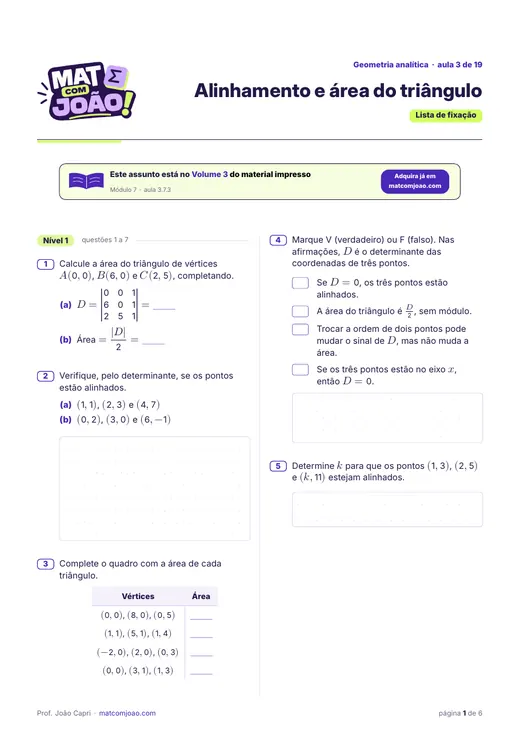 MAT Σ
COM
JOÃO!
Geometria analítica · aula 3 de 19
Alinhamento e área do triângulo
Lista de fixação
Este assunto está no Volume 3 do material impresso
Módulo 7 · aula 3.7.3
Adquira já em
matcomjoao.com
Nível 1 questões 1 a 7
1 Calcule a área do triângulo de vértices
A(0, 0), B(6, 0) e C(2, 5), completando.
(a) D = |0 0 1|
|6 0 1| = ____
|2 5 1|
(b) Área = |D|/2 = ____
2 Verifique, pelo determinante, se os pontos
estão alinhados.
(a) (1, 1), (2, 3) e (4, 7)
(b) (0, 2), (3, 0) e (6, −1)
3 Complete o quadro com a área de cada
triângulo.
Vértices Área
(0, 0), (8, 0), (0, 5) ____
(1, 1), (5, 1), (1, 4) ____
(−2, 0), (2, 0), (0, 3) ____
(0, 0), (3, 1), (1, 3) ____
4 Marque V (verdadeiro) ou F (falso). Nas
afirmações, D é o determinante das
coordenadas de três pontos.
Se D = 0, os três pontos estão
alinhados.
A área do triângulo é D/2, sem módulo.
Trocar a ordem de dois pontos pode
mudar o sinal de D, mas não muda a
área.
Se os três pontos estão no eixo x,
então D = 0.
5 Determine k para que os pontos (1, 3), (2, 5)
e (k, 11) estejam alinhados.
Prof. João Capri · matcomjoao.com
página 1 de 6